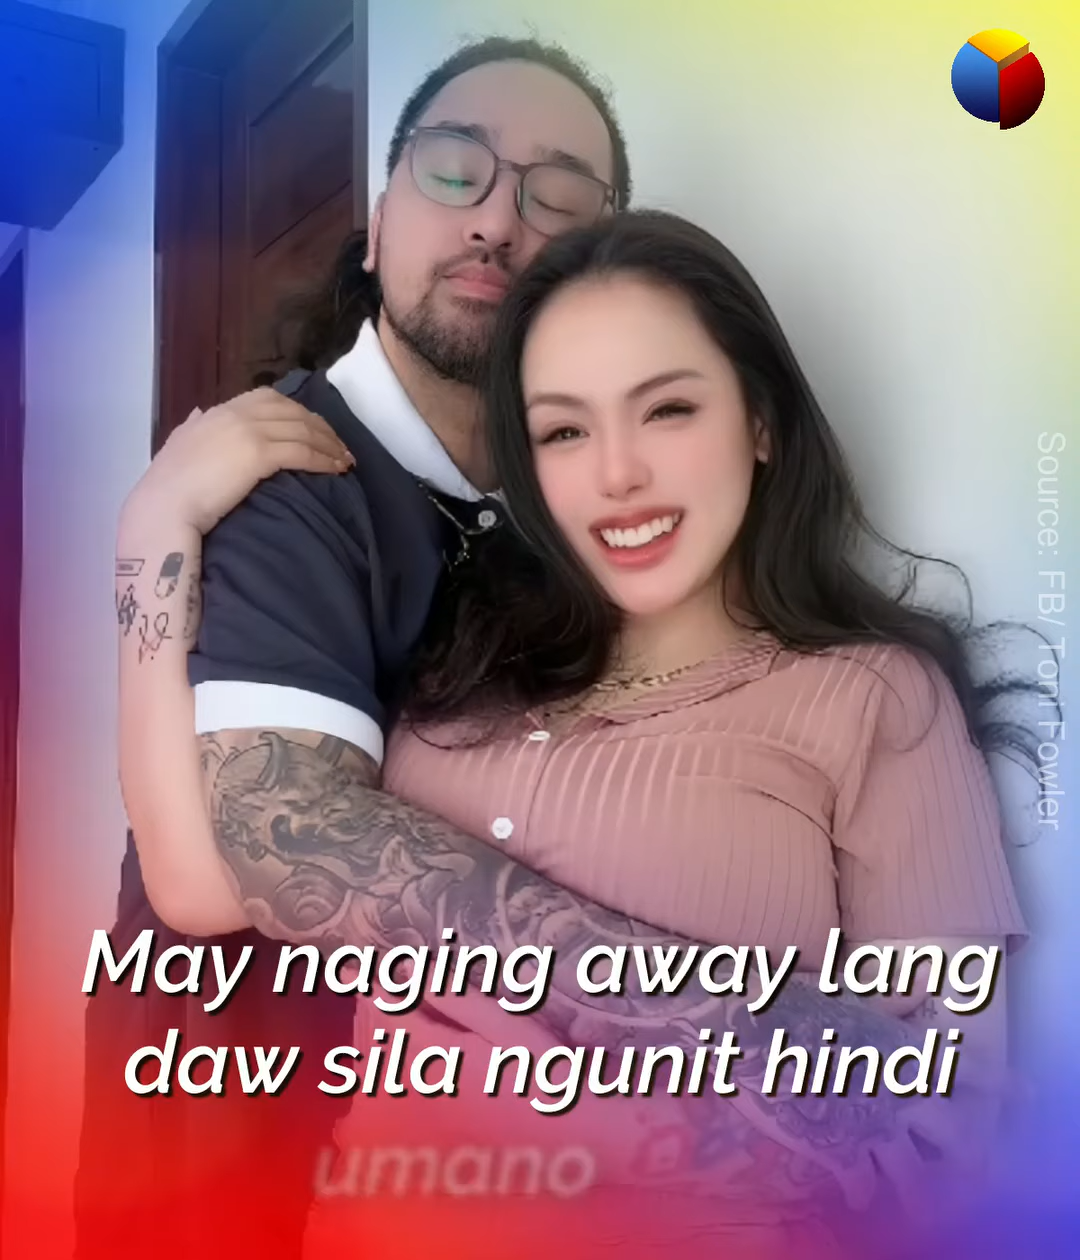 May naging away lang
daw sila ngunit hindi
umano
Source: FB/ Toni Fowler